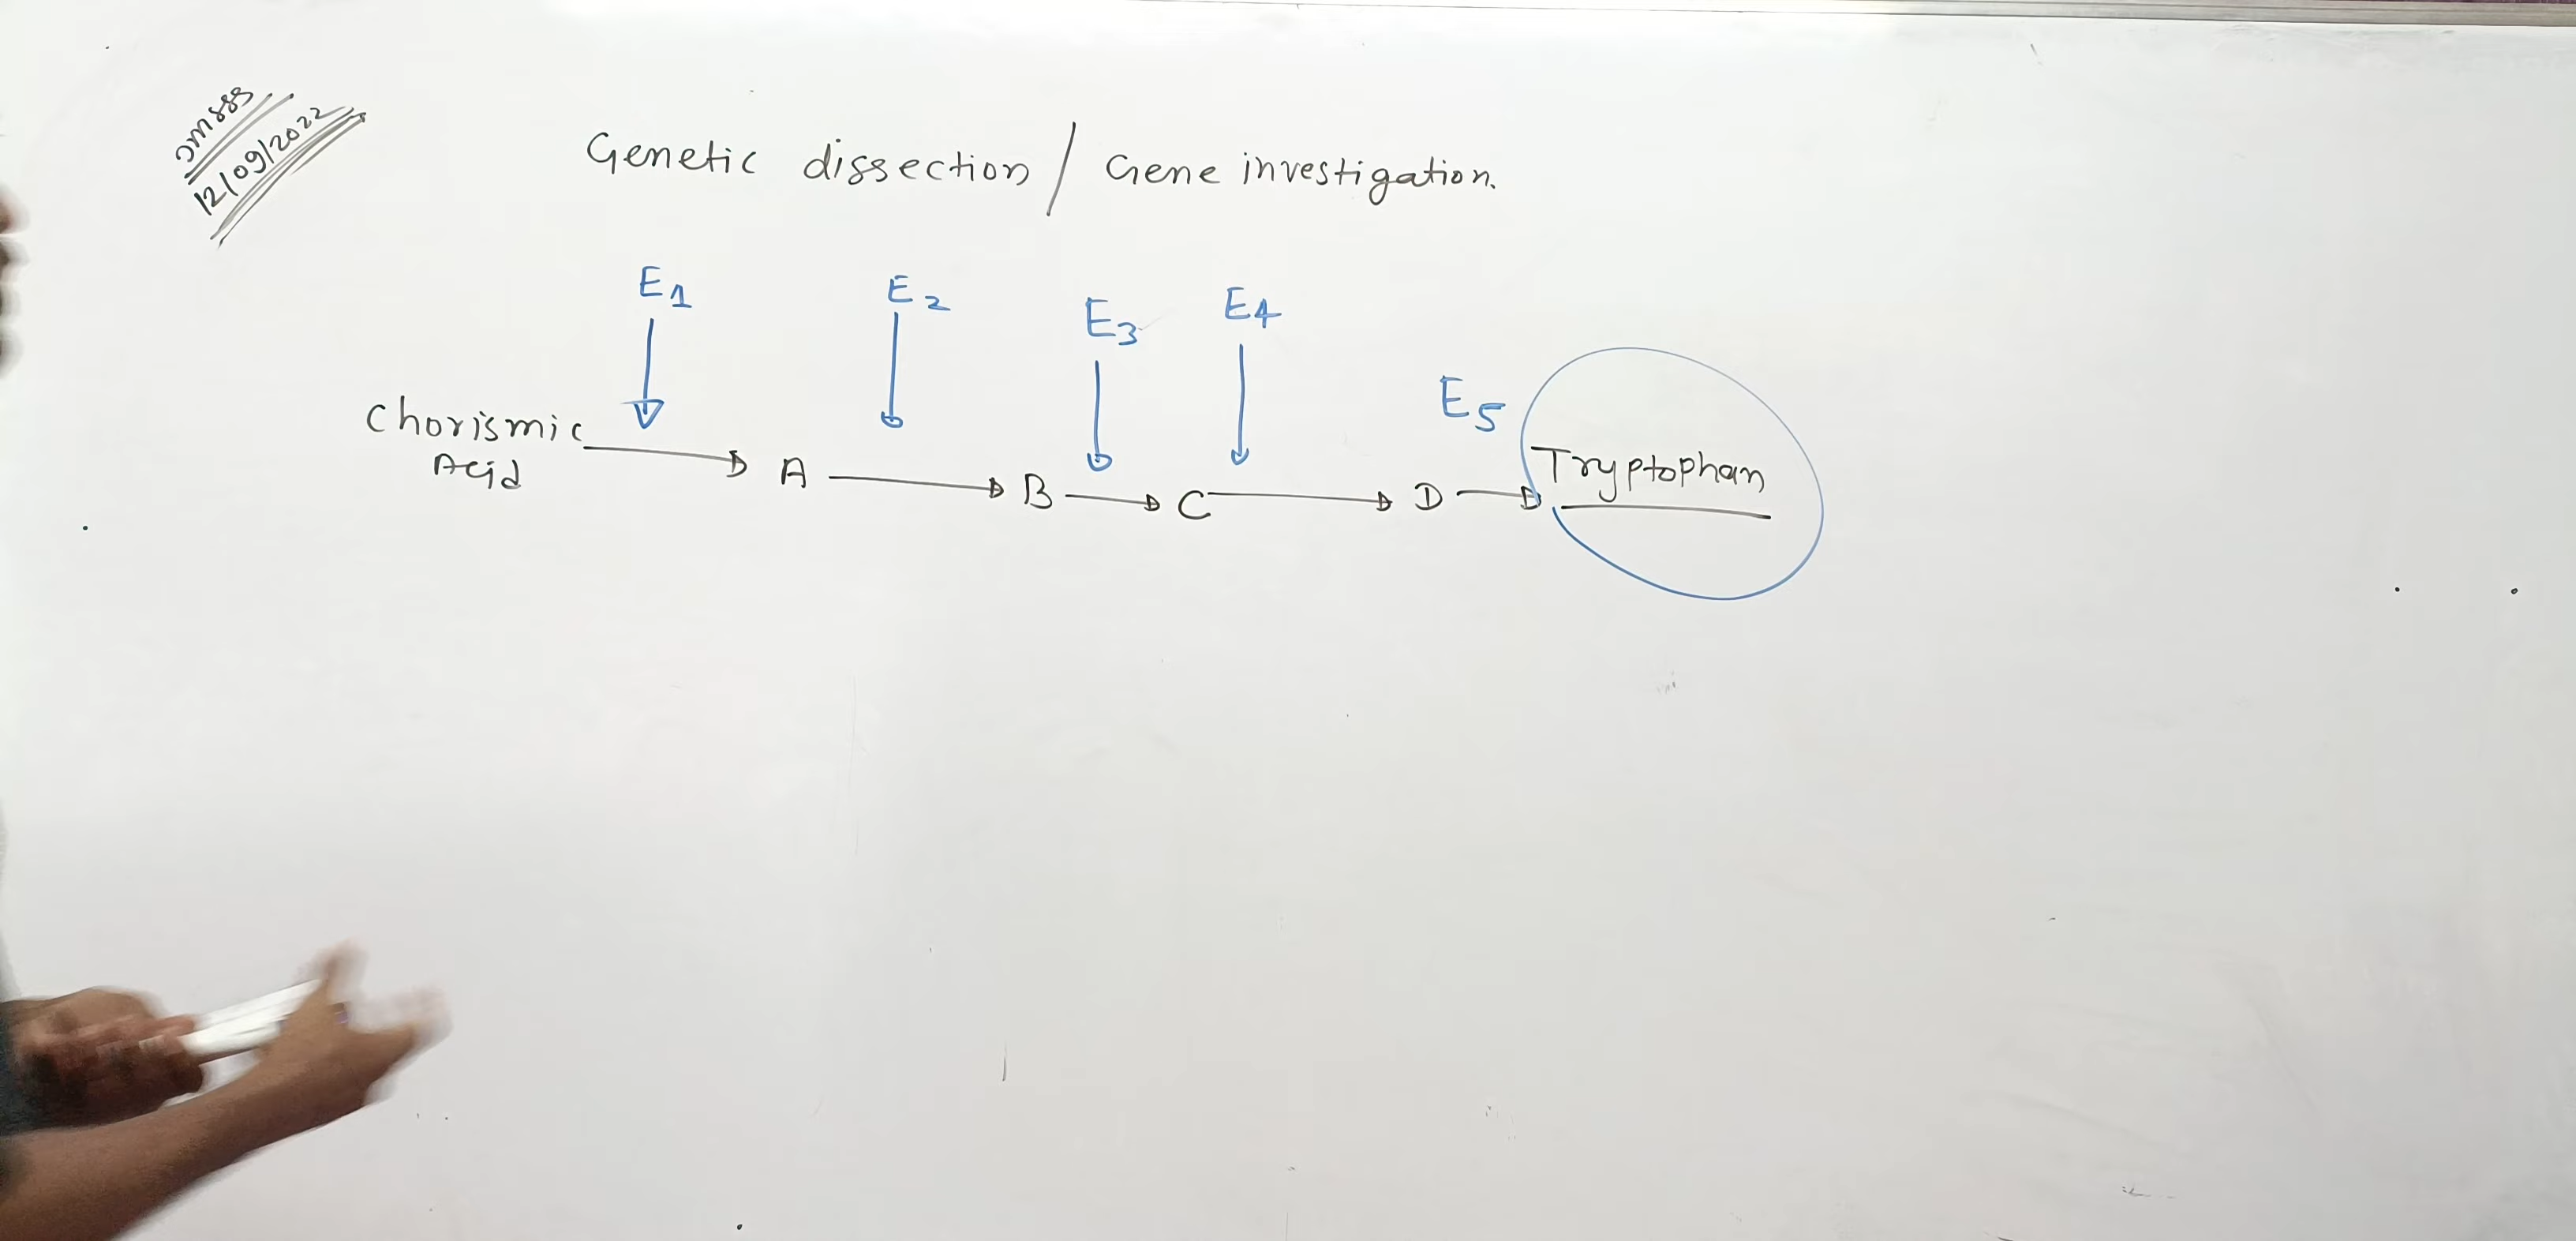 12/09/2022
Genetic dissection / Gene investigation.
E1 E2 E3 E4
E5
Chorismic Acid → A → B → C → D → Tryptophan